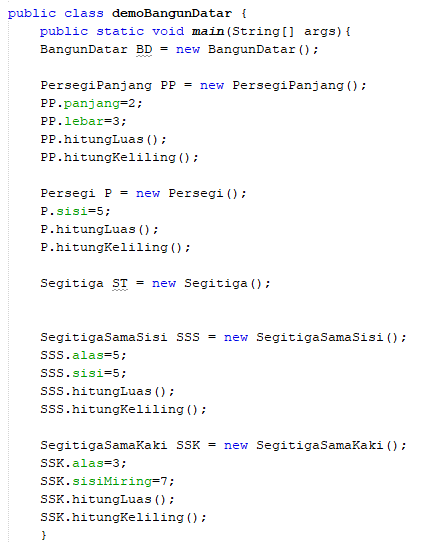 public class demoBangunDatar {
    public static void main(String[] args){
    BangunDatar BD = new BangunDatar();

    PersegiPanjang PP = new PersegiPanjang();
    PP.panjang=2;
    PP.lebar=3;
    PP.hitungLuas();
    PP.hitungKeliling();

    Persegi P = new Persegi();
    P.sisi=5;
    P.hitungLuas();
    P.hitungKeliling();

    Segitiga ST = new Segitiga();


    SegitigaSamaSisi SSS = new SegitigaSamaSisi();
    SSS.alas=5;
    SSS.sisi=5;
    SSS.hitungLuas();
    SSS.hitungKeliling();

    SegitigaSamaKaki SSK = new SegitigaSamaKaki();
    SSK.alas=3;
    SSK.sisiMiring=7;
    SSK.hitungLuas();
    SSK.hitungKeliling();
    }